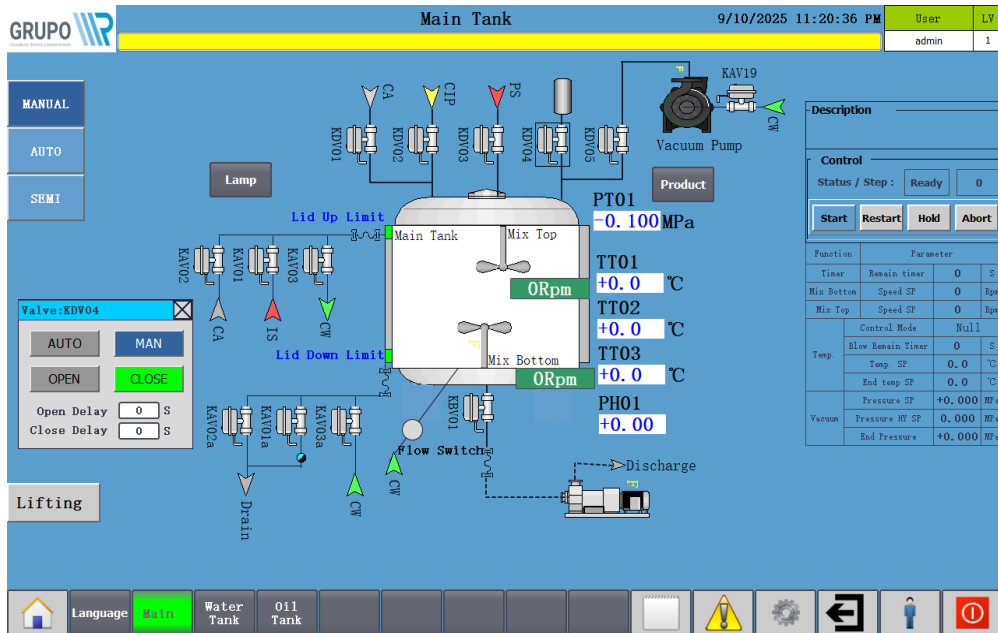 GRUPO
Main Tank
9/10/2025 11:20:36 PM
User
LV
admin
1
MANUAL
AUTO
SEMI
CA
CIP
PS
KAV19
CW
KDV01
KDV02
KDV03
KDV04
KDV05
Vacuum Pump
Lamp
Product
Lid Up Limit
Main Tank
Mix Top
PT01
-0.100 MPa
KAV02
KAV01
KAV03
CA
IS
CW
0Rpm
TT01
+0.0 ℃
TT02
+0.0 ℃
TT03
+0.0 ℃
PH01
+0.00
Lid Down Limit
F
Mix Bottom
0Rpm
Valve:KDV04
AUTO
MAN
OPEN
CLOSE
Open Delay 0 S
Close Delay 0 S
KAV02a
KAV01a
KAV03a
KBV01
Flow Switch
CW
Drain
CW
Discharge
F
Lifting
Description
Control
Status / Step : Ready 0
Start Restart Hold Abort
Function Parameter
Timer Remain timer 0 S
Mix Bottom Speed SP 0 Rpm
Mix Top Speed SP 0 Rpm
Temp.
Control Mode Null
Blow Remain Timer 0 S
Temp. SP 0.0 ℃
End temp SP 0.0 ℃
Vacuum
Pressure SP +0.000 MPa
Pressure HY SP 0.000 MPa
End Pressure +0.000 MPa
Language
Main
Water Tank
Oil Tank